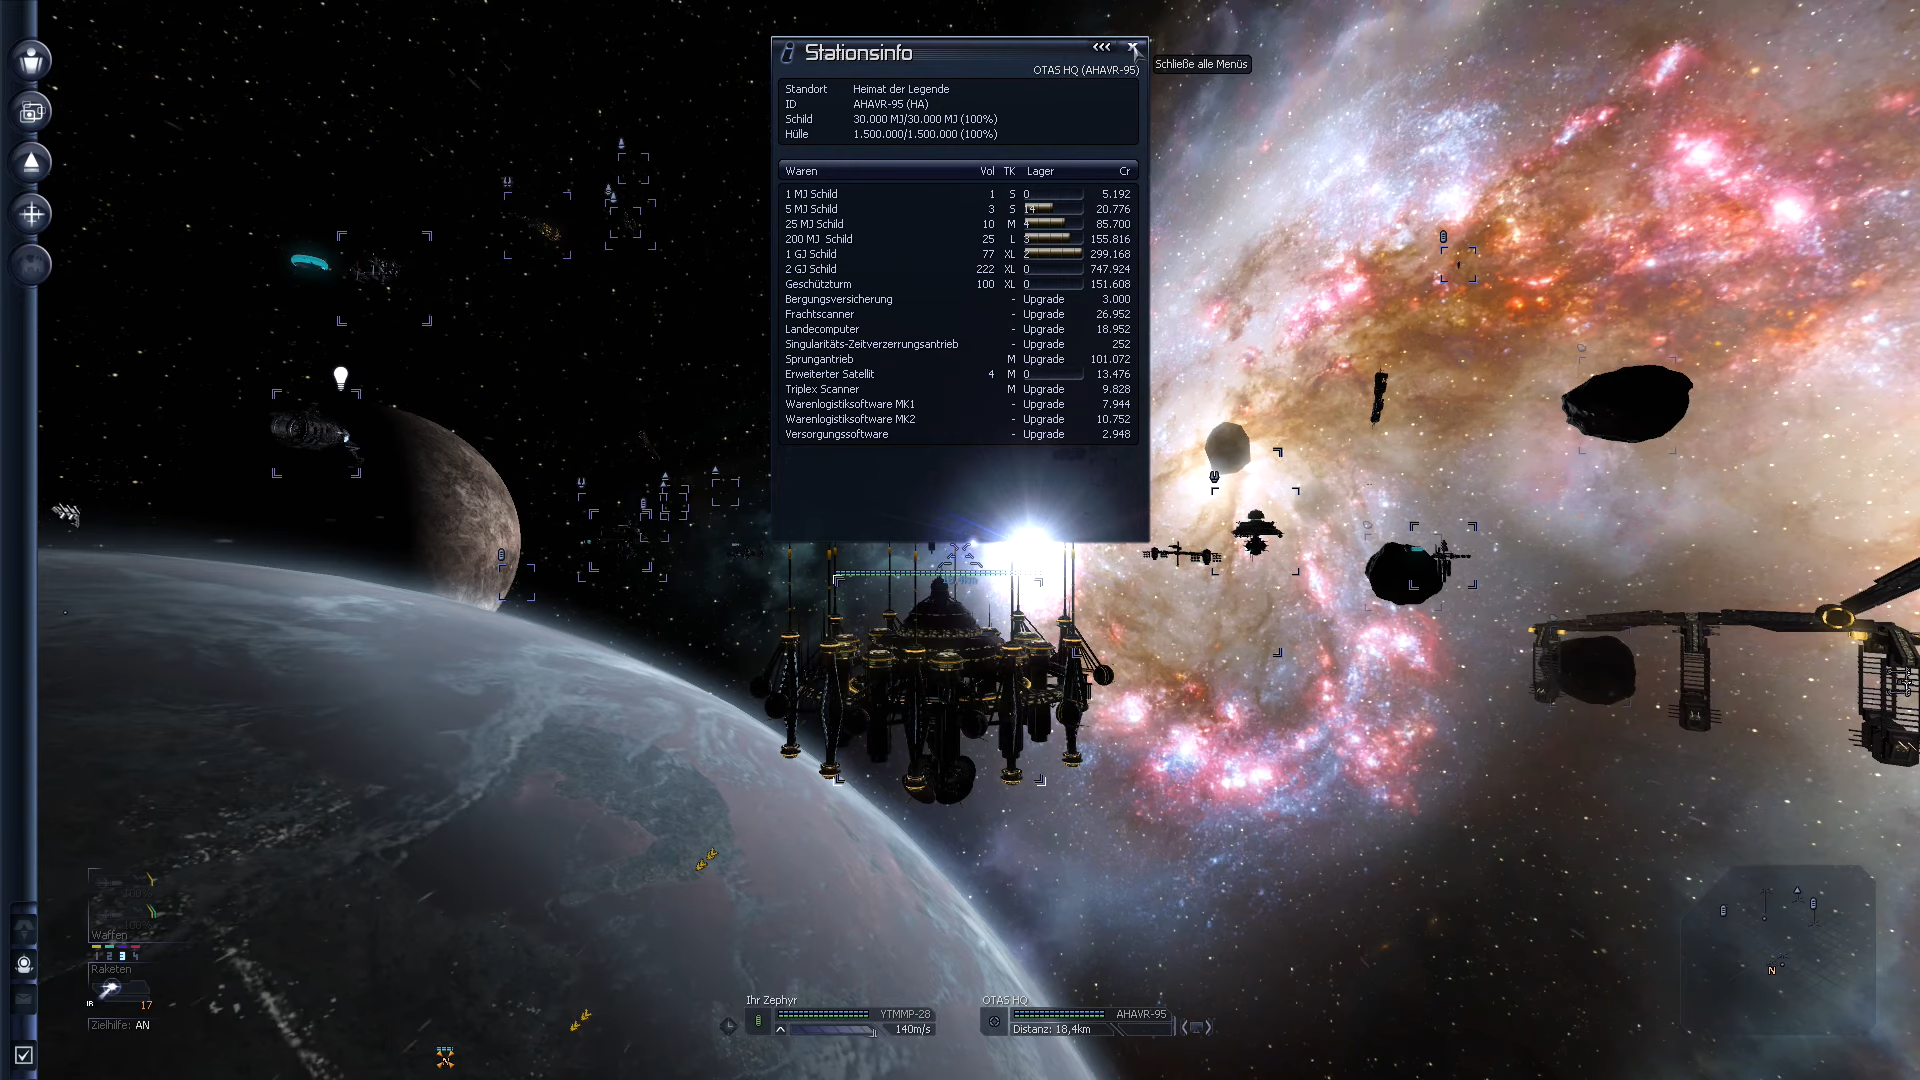 Stationsinfo
Schließe alle Menüs
OTAS HQ (AHAVR-95)
Standort Heimat der Legende
ID AHAVR-95 (HA)
Schild 30.000 MJ/30.000 MJ (100%)
Hülle 1.500.000/1.500.000 (100%)
Waren Vol TK Lager Cr
1 MJ Schild 1 S 0 5.192
5 MJ Schild 3 S 14 20.776
25 MJ Schild 10 M 4 85.700
200 MJ Schild 25 L 3 155.816
1 GJ Schild 77 XL 2 299.168
2 GJ Schild 222 XL 0 747.924
Geschützturm 100 XL 0 151.608
Bergungsversicherung - Upgrade 3.000
Frachtscanner - Upgrade 26.952
Landecomputer - Upgrade 18.952
Singularitäts-Zeitverzerrungsantrieb - Upgrade 252
Sprungantrieb M Upgrade 101.072
Erweiterter Satellit 4 M 0 13.476
Triplex Scanner M Upgrade 9.828
Warenlogistiksoftware MK1 - Upgrade 7.944
Warenlogistiksoftware MK2 - Upgrade 10.752
Versorgungssoftware - Upgrade 2.948
100%
100%
Waffen
1 2 3 4
Raketen
IR 17
Zielhilfe: AN
N
Ihr Zephyr
YTMMP-28
140m/s
OTAS HQ
AHAVR-95
Distanz: 18,4km
N